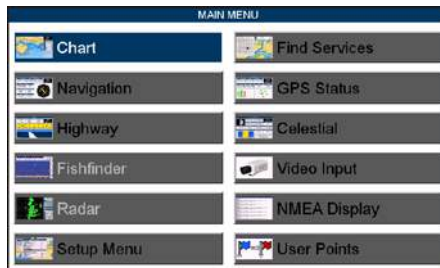 MAIN MENU
Chart
Find Services
Navigation
GPS Status
Highway
Celestial
Fishfinder
Video Input
Radar
NMEA Display
Setup Menu
User Points